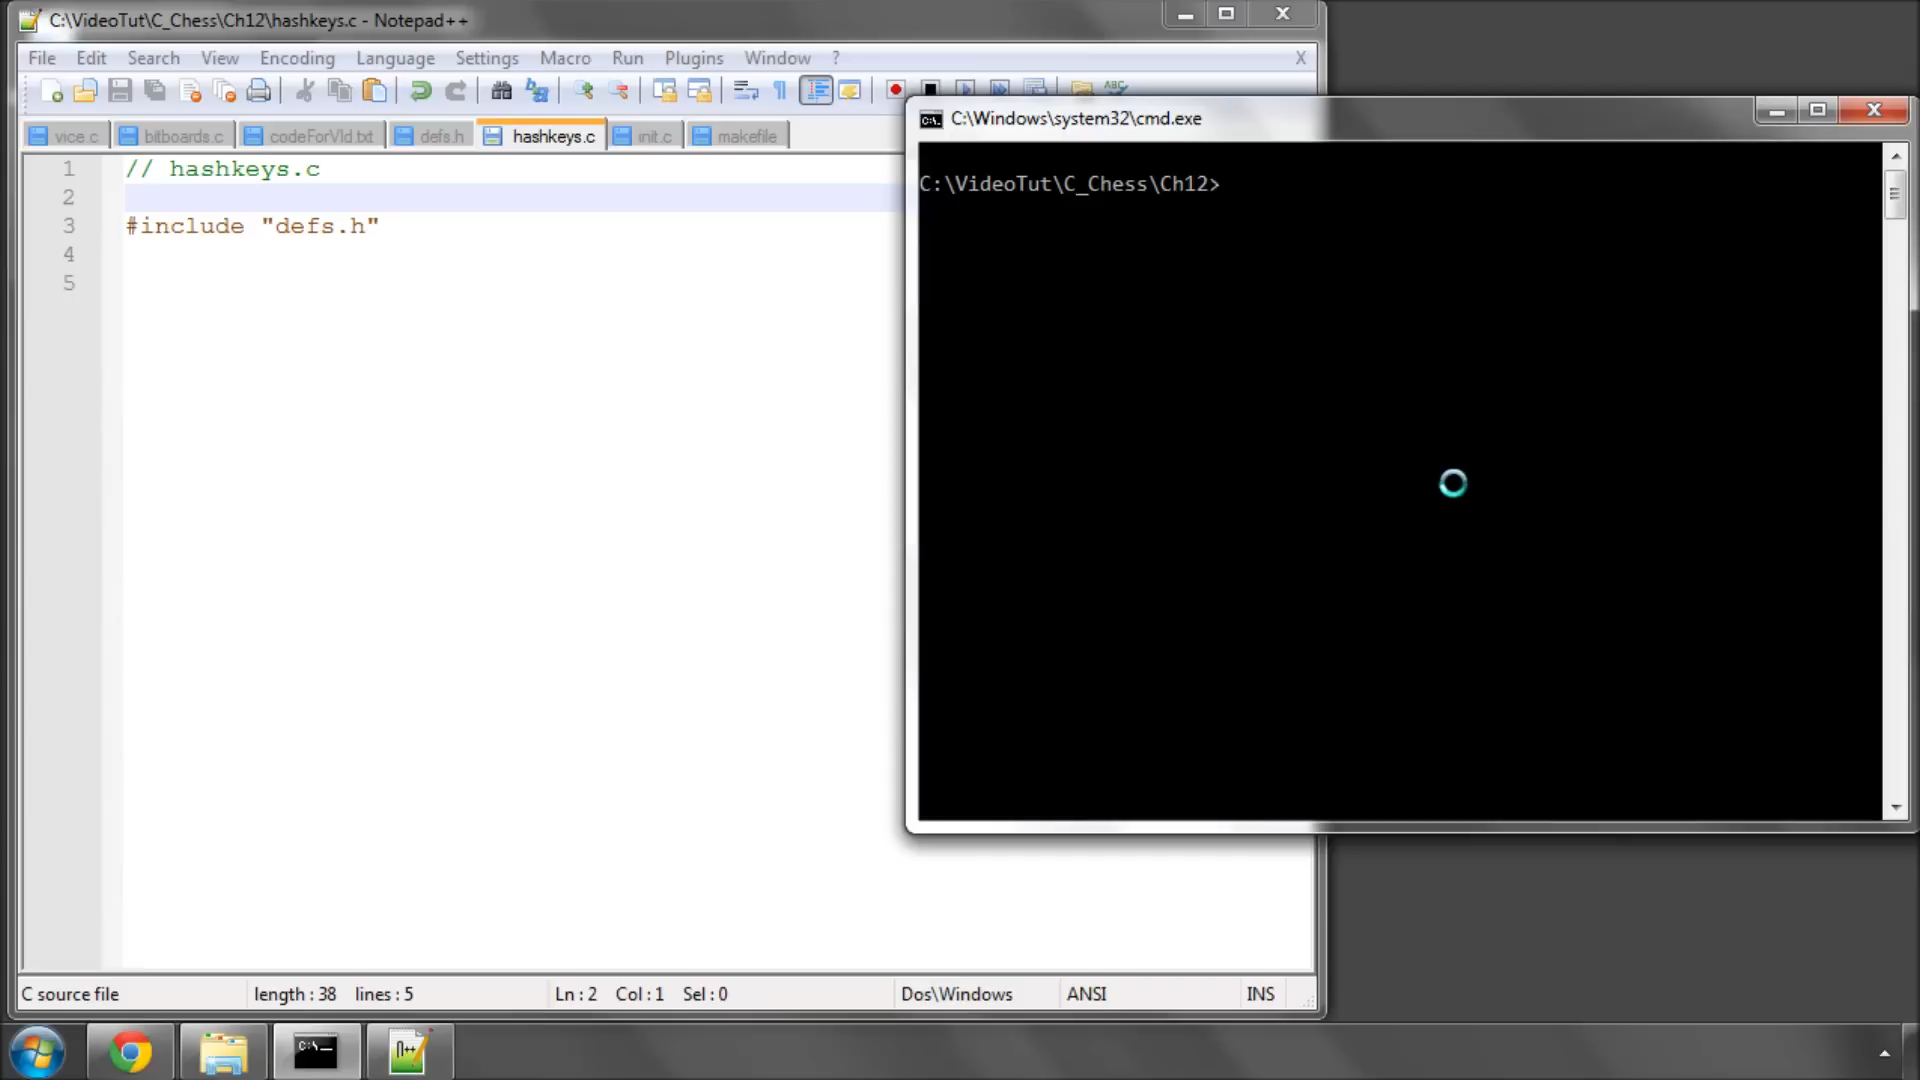 C:\VideoTut\C_Chess\Ch12\hashkeys.c - Notepad++
File Edit Search View Encoding Language Settings Macro Run Plugins Window ? X
vice.c bitboards.c codeForVId.txt defs.h hashkeys.c init.c makefile
1 // hashkeys.c
2
3 #include "defs.h"
4
5
C:\Windows\system32\cmd.exe
C:\VideoTut\C_Chess\Ch12>
C source file length : 38 lines : 5 Ln : 2 Col : 1 Sel : 0 Dos\Windows ANSI INS